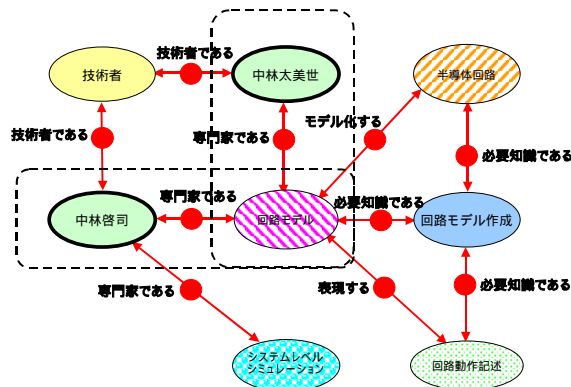 技術者である
技術者
中林太美世
半導体回路
モデル化する
技術者である
専門家である
必要知識である
専門家である
必要知識である
中林啓司
回路モデル
回路モデル作成
専門家である
表現する
必要知識である
システムレベル
シミュレーション
回路動作記述